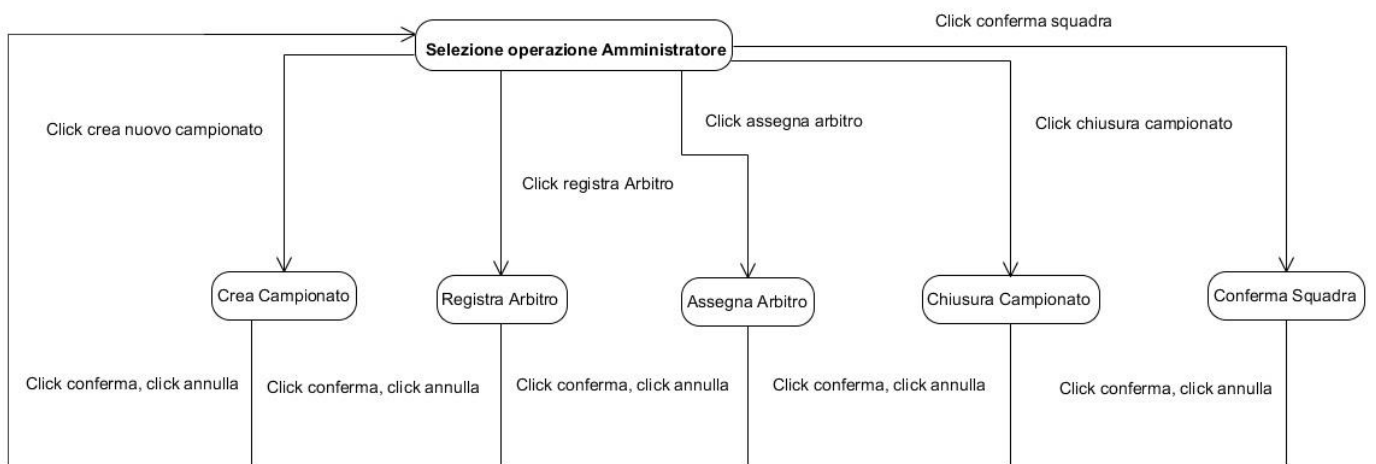 Click conferma squadra
Selezione operazione Amministratore
Click crea nuovo campionato
Click assegna arbitro
Click chiusura campionato
Click registra Arbitro
Crea Campionato
Registra Arbitro
Assegna Arbitro
Chiusura Campionato
Conferma Squadra
Click conferma, click annulla
Click conferma, click annulla
Click conferma, click annulla
Click conferma, click annulla
Click conferma, click annulla